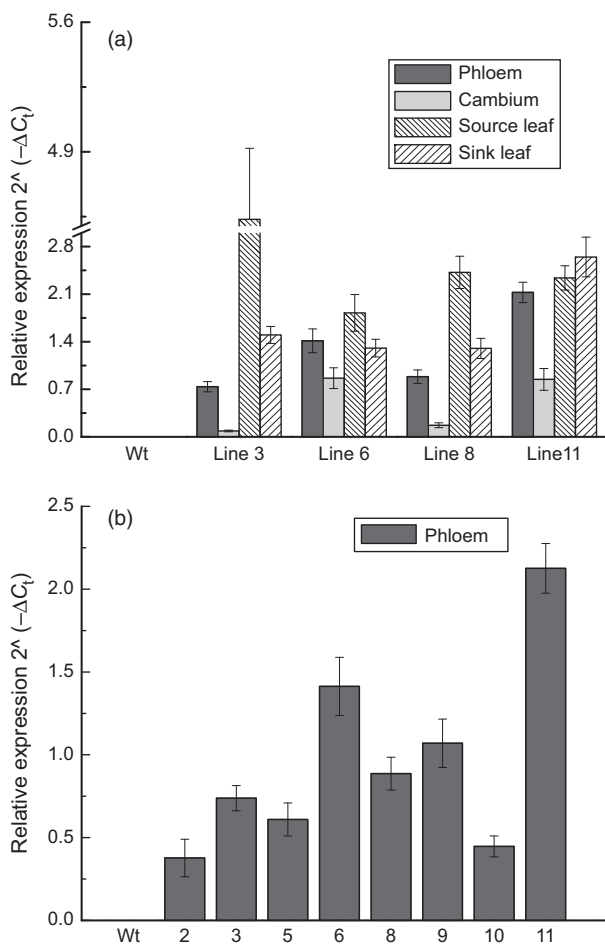 (a)
Phloem
Cambium
Source leaf
Sink leaf
Relative expression 2^ (−ΔCt)
5.6
4.9
2.8
2.1
1.4
0.7
0.0
Wt Line 3 Line 6 Line 8 Line11
(b)
Phloem
Relative expression 2^ (−ΔCt)
2.5
2.0
1.5
1.0
0.5
0.0
Wt 2 3 5 6 8 9 10 11